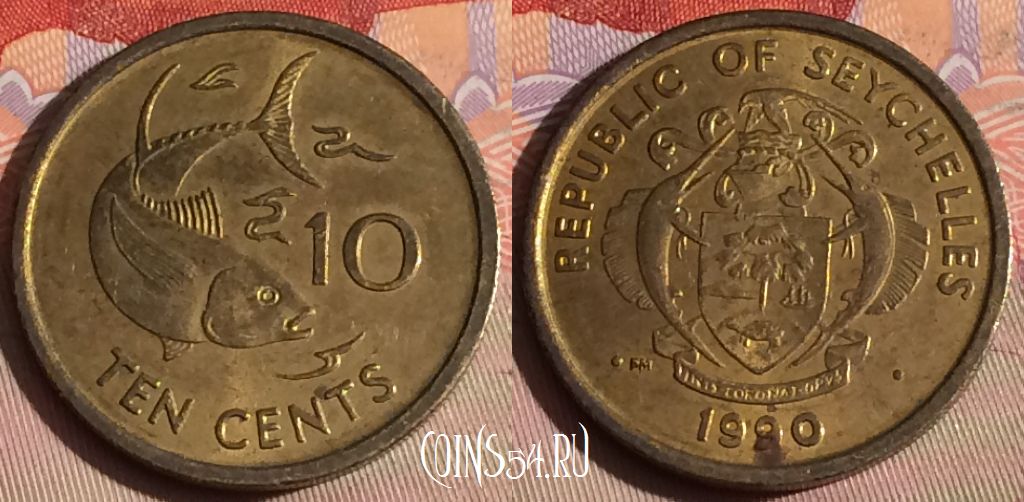 10
TEN CENTS
REPUBLIC OF SEYCHELLES
FINIS CORONAT OPUS
1990
COINS54.RU